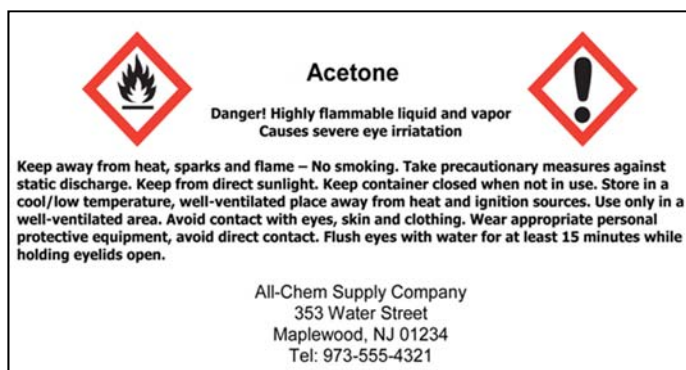 Acetone
Danger! Highly flammable liquid and vapor
Causes severe eye irriatation
Keep away from heat, sparks and flame – No smoking. Take precautionary measures against
static discharge. Keep from direct sunlight. Keep container closed when not in use. Store in a
cool/low temperature, well-ventilated place away from heat and ignition sources. Use only in a
well-ventilated area. Avoid contact with eyes, skin and clothing. Wear appropriate personal
protective equipment, avoid direct contact. Flush eyes with water for at least 15 minutes while
holding eyelids open.
All-Chem Supply Company
353 Water Street
Maplewood, NJ 01234
Tel: 973-555-4321